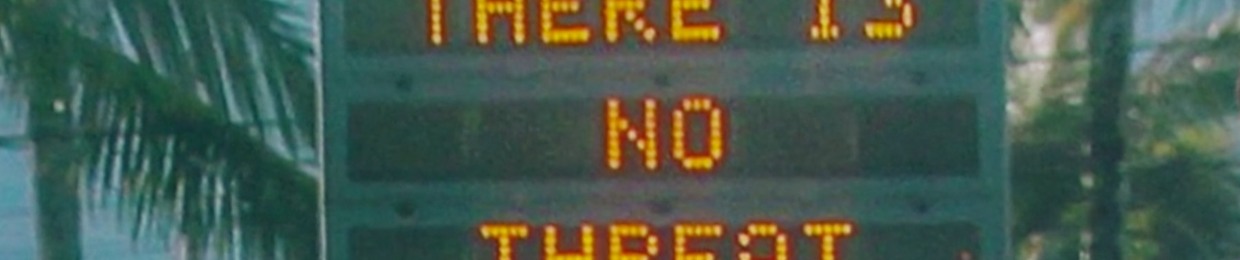 THERE IS
NO
THREAT